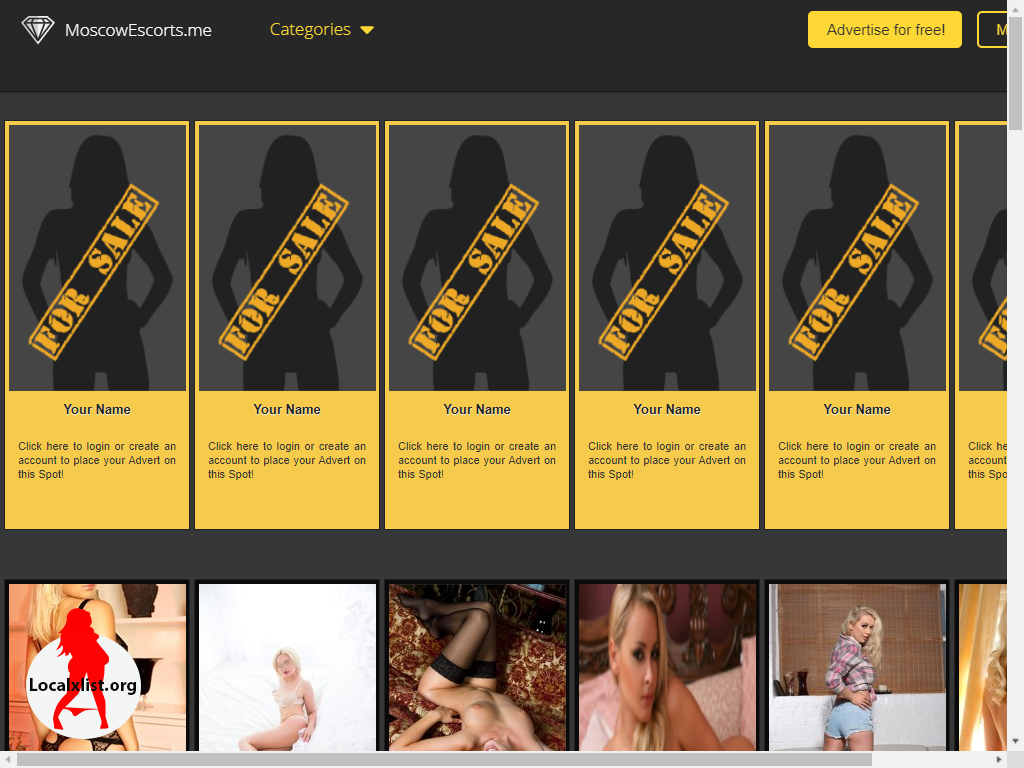 MoscowEscorts.me
Categories
Advertise for free!
M
FOR SALE
FOR SALE
FOR SALE
FOR SALE
FOR SALE
Your Name
Your Name
Your Name
Your Name
Your Name
Click here to login or create an
account to place your Advert on
this Spot!
Click here to login or create an
account to place your Advert on
this Spot!
Click here to login or create an
account to place your Advert on
this Spot!
Click here to login or create an
account to place your Advert on
this Spot!
Click here to login or create an
account to place your Advert on
this Spot!
Click he
account
this Spo
Localxlist.org